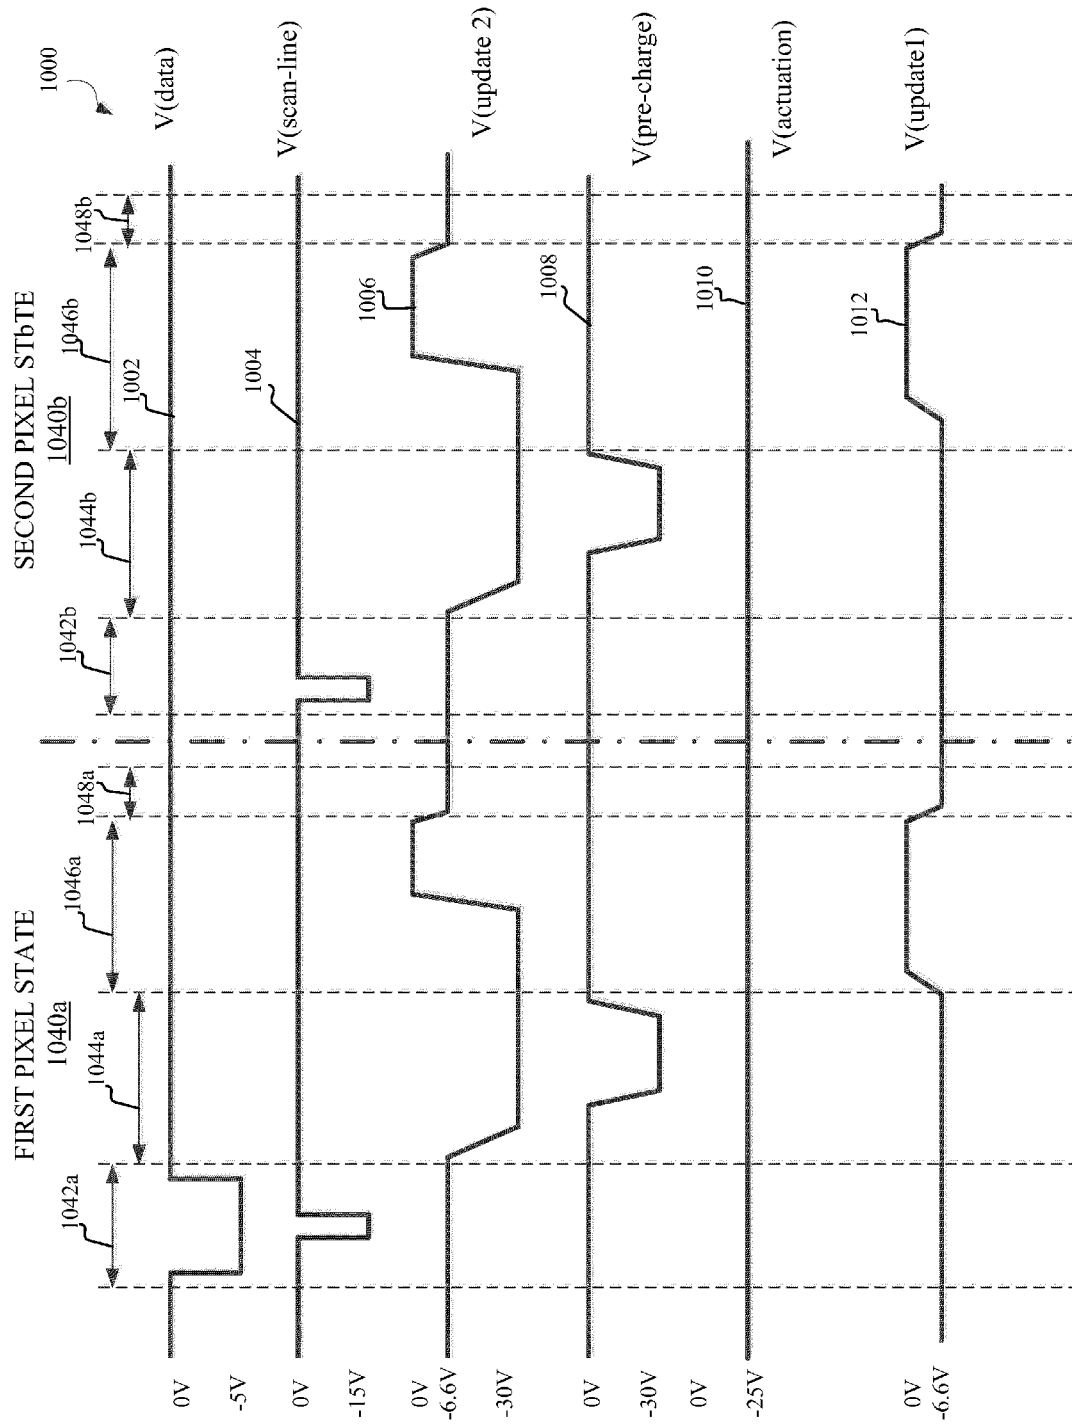 1000
FIRST PIXEL STATE
1040a
SECOND PIXEL STbTE
1040b
1042a
1044a
1046a
1048a
1042b
1044b
1046b
1048b
0V
-5V
1002
V(data)
0V
-15V
1004
V(scan-line)
0V
-6.6V
-30V
1006
V(update 2)
0V
-30V
1008
V(pre-charge)
0V
-25V
1010
V(actuation)
0V
-6.6V
1012
V(update1)